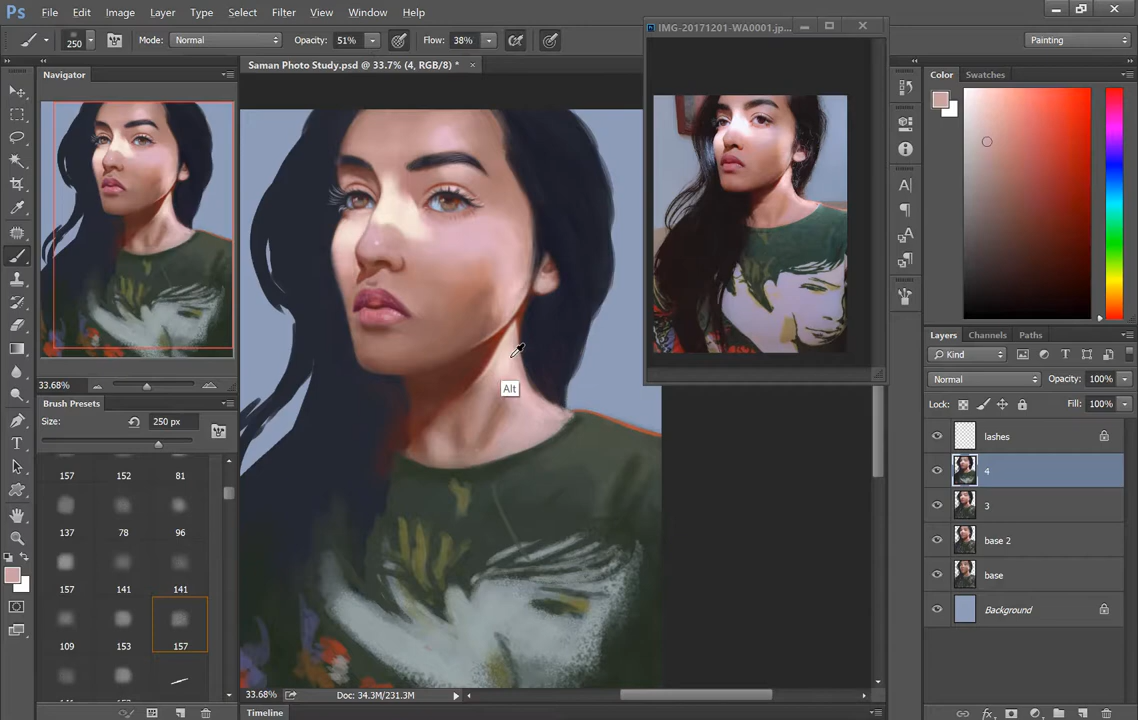 Ps File Edit Image Layer Type Select Filter View Window Help
250 Mode: Normal Opacity: 51% Flow: 38% Painting
IMG-20171201-WA0001.jp...
Saman Photo Study.psd @ 33.7% (4, RGB/8) *
Navigator
33.68%
Brush Presets
Size: 250 px
157 152 81
137 78 96
157 141 141
109 153 157
Alt
33.68% Doc: 34.3M/231.3M
Timeline
Color Swatches
Layers Channels Paths
Kind
Normal Opacity: 100%
Lock: Fill: 100%
lashes
4
3
base 2
base
Background